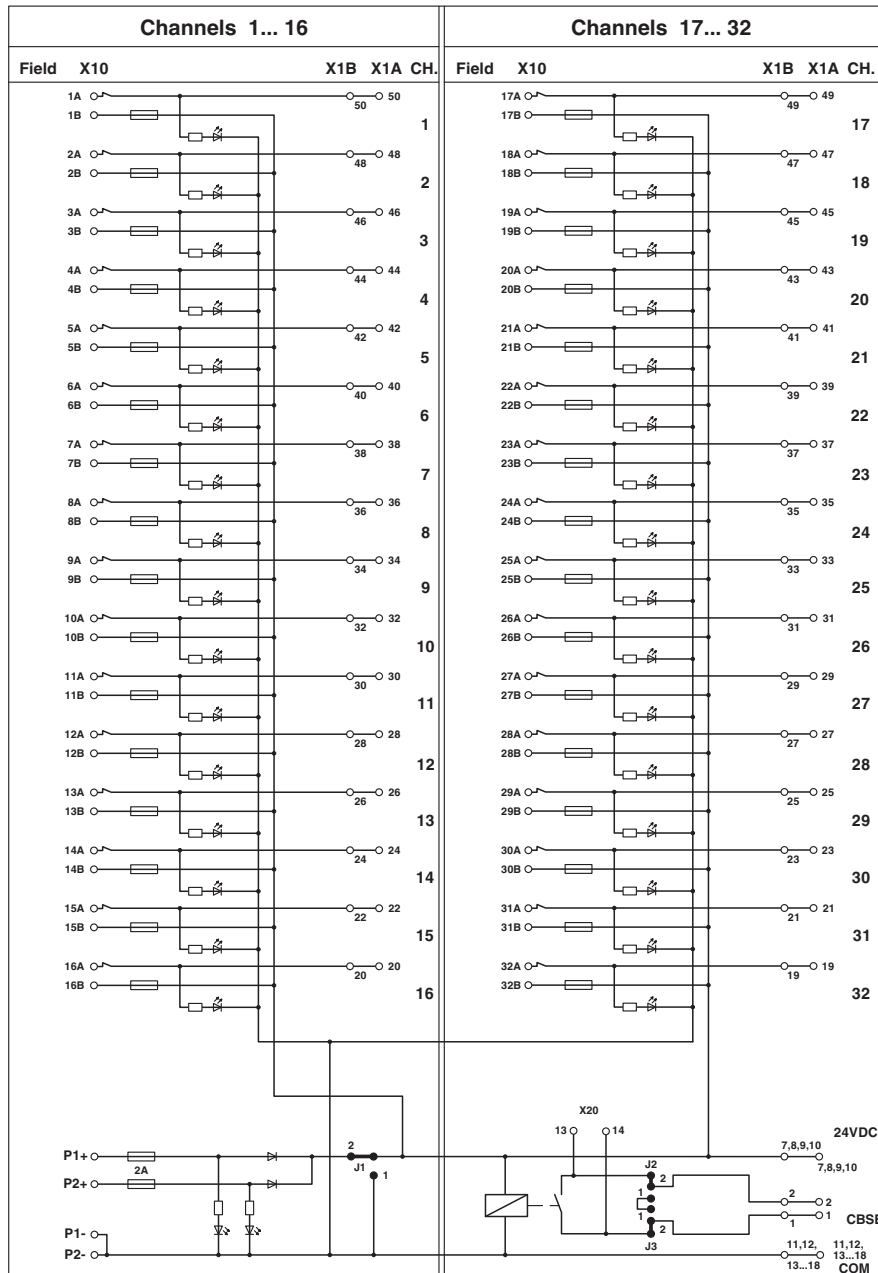 Channels 1... 16
Channels 17... 32
Field X10 X1B X1A CH.
Field X10 X1B X1A CH.
1A 50 50
1B
1
17A 49 49
17B
17
2A 48 48
2B
2
18A 47 47
18B
18
3A 46 46
3B
3
19A 45 45
19B
19
4A 44 44
4B
4
20A 43 43
20B
20
5A 42 42
5B
5
21A 41 41
21B
21
6A 40 40
6B
6
22A 39 39
22B
22
7A 38 38
7B
7
23A 37 37
23B
23
8A 36 36
8B
8
24A 35 35
24B
24
9A 34 34
9B
9
25A 33 33
25B
25
10A 32 32
10B
10
26A 31 31
26B
26
11A 30 30
11B
11
27A 29 29
27B
27
12A 28 28
12B
12
28A 27 27
28B
28
13A 26 26
13B
13
29A 25 25
29B
29
14A 24 24
14B
14
30A 23 23
30B
30
15A 22 22
15B
15
31A 21 21
31B
31
16A 20 20
16B
16
32A 19 19
32B
32
X20
13 14
24VDC
7,8,9,10
7,8,9,10
P1+
2A
P2+
2
J1
1
P1-
P2-
J2
2
1
1
2
J3
2 2
1 1
CBSE
11,12, 11,12,
13...18 13...18
COM